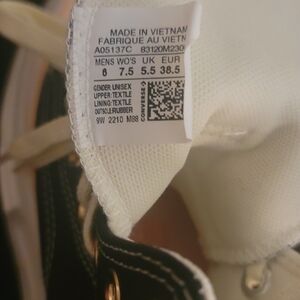 MADE IN VIETNAM
FABRIQUE AU VIETN
A05137C 83120M230
MENS WO'S UK EUR
6 7.5 5.5 38.5
GENDER: UNISEX
UPPER: TEXTILE
LINING: TEXTILE
OUTSOLE: RUBBER
9W 2210 M88
CONVERSE